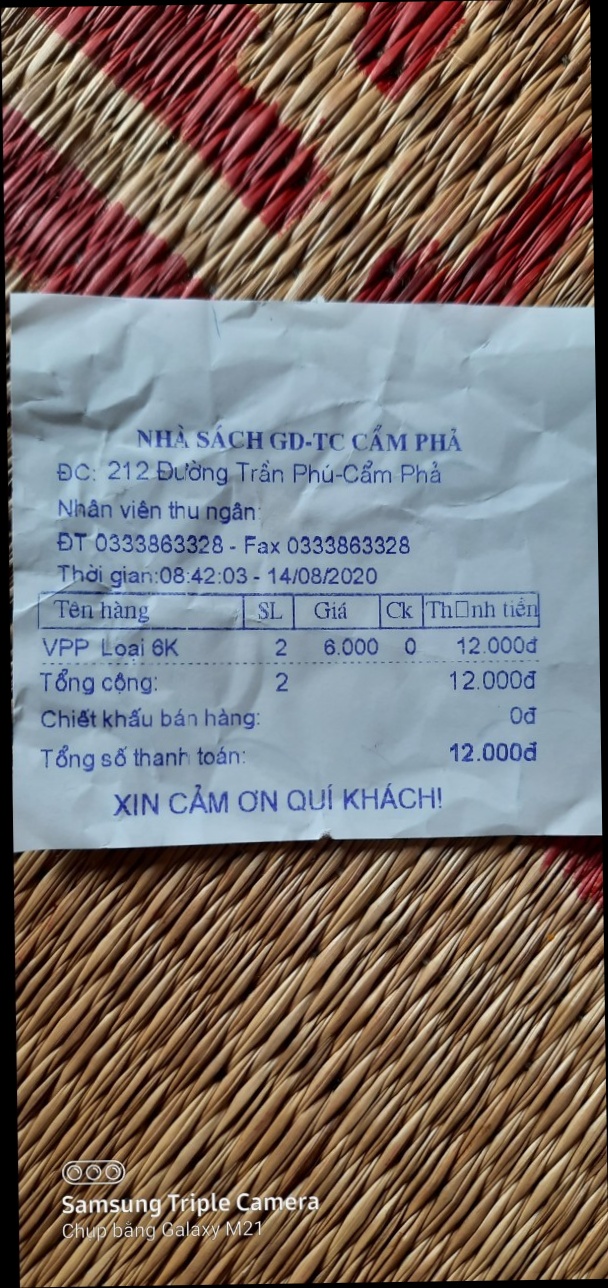 NHÀ SÁCH GD-TC CẨM PHẢ
ĐC: 212 Đường Trần Phú-Cẩm Phả
Nhân viên thu ngân:
ĐT 0333863328 - Fax 0333863328
Thời gian:08:42:03 - 14/08/2020
Tên hàng SL Giá Ck Th□nh tiền
VPP Loại 6K 2 6.000 0 12.000đ
Tổng cộng: 2 12.000đ
Chiết khấu bán hàng: 0đ
Tổng số thanh toán: 12.000đ
XIN CẢM ƠN QUÍ KHÁCH!
Samsung Triple Camera
Chụp bằng Galaxy M21